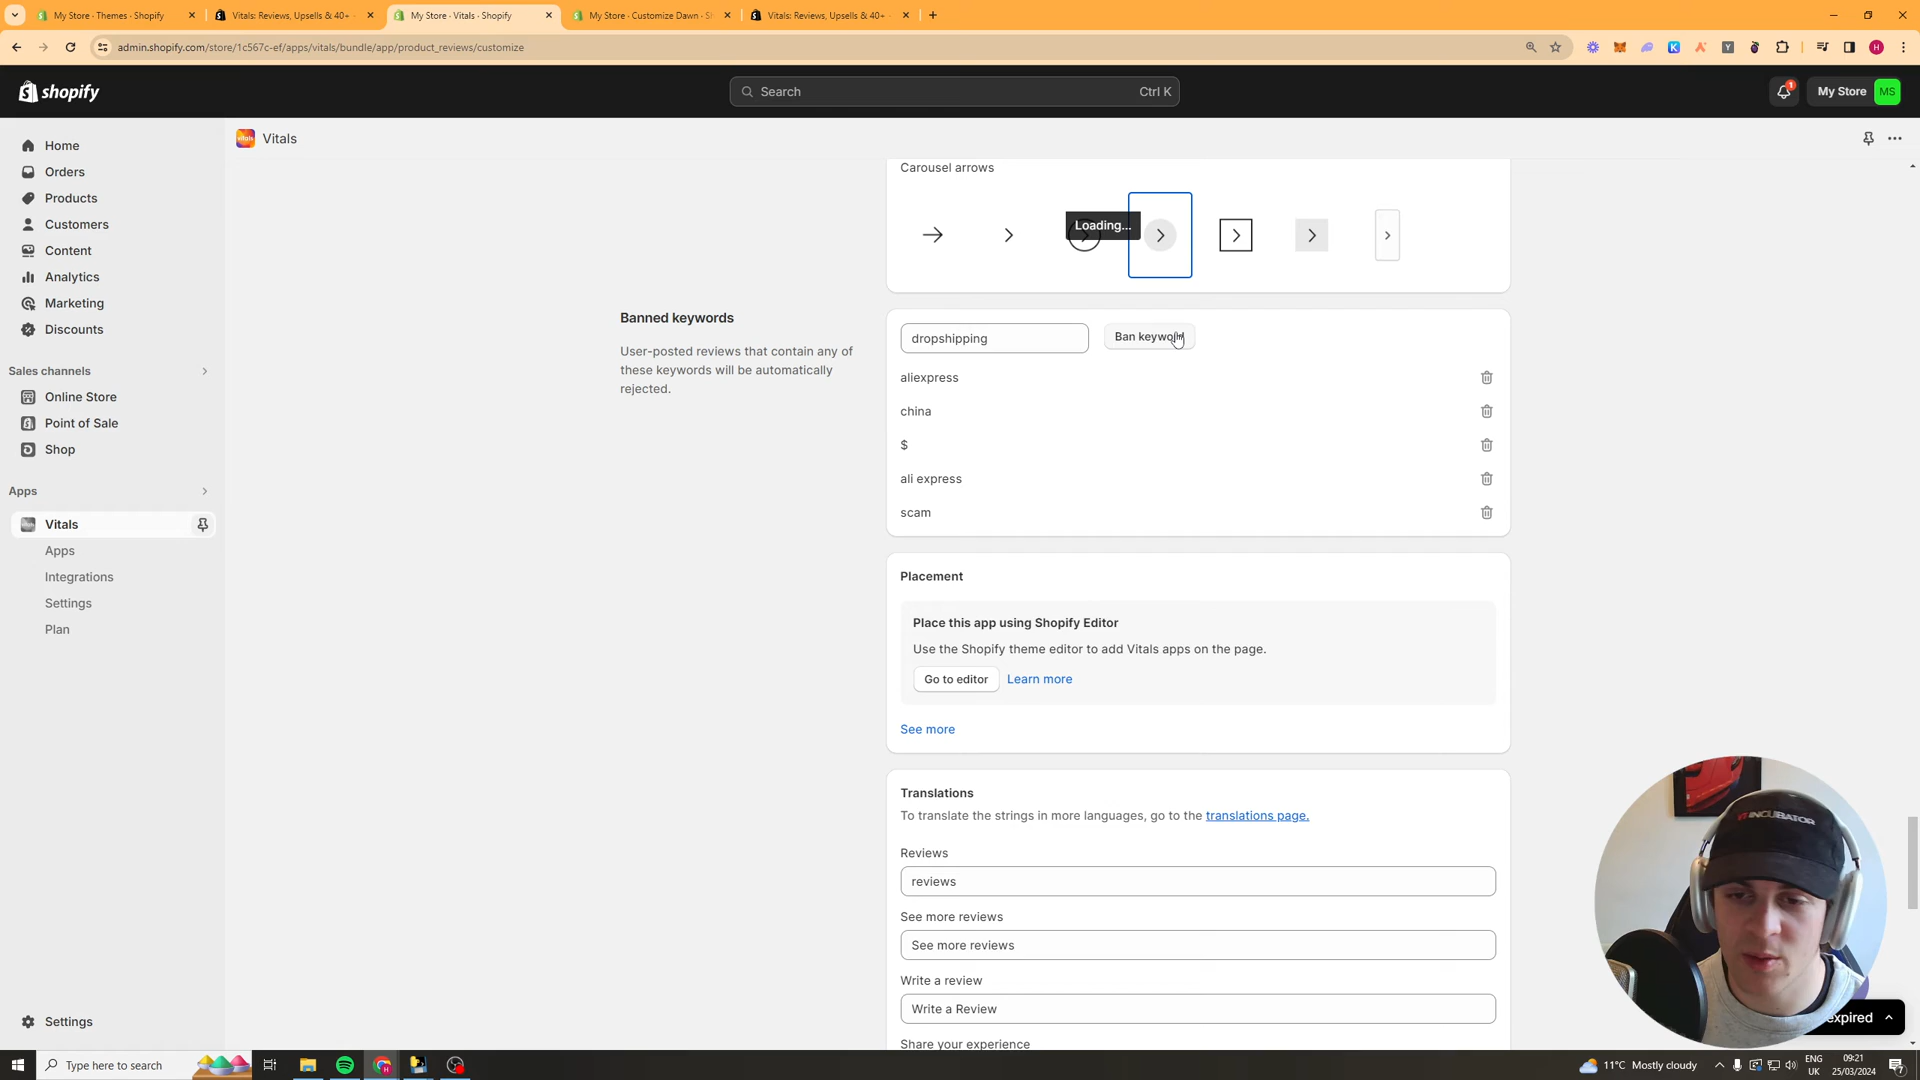 My Store · Themes · Shopify
Vitals: Reviews, Upsells & 40+
My Store · Vitals · Shopify
My Store · Customize Dawn · Sh
Vitals: Reviews, Upsells & 40+
admin.shopify.com/store/1c567c-ef/apps/vitals/bundle/app/product_reviews/customize
shopify
Search
Ctrl K
1
My Store
MS
Home
Orders
Products
Customers
Content
Analytics
Marketing
Discounts
Sales channels
Online Store
Point of Sale
Shop
Apps
Vitals
Apps
Integrations
Settings
Plan
Settings
Vitals
Carousel arrows
Loading...
Banned keywords
User-posted reviews that contain any of
these keywords will be automatically
rejected.
dropshipping
Ban keyword
aliexpress
china
$
ali express
scam
Placement
Place this app using Shopify Editor
Use the Shopify theme editor to add Vitals apps on the page.
Go to editor
Learn more
See more
Translations
To translate the strings in more languages, go to the translations page.
Reviews
reviews
See more reviews
See more reviews
Write a review
Write a Review
Share your experience
INCUBATOR
expired
Type here to search
11°C Mostly cloudy
ENG
UK
09:21
25/03/2024